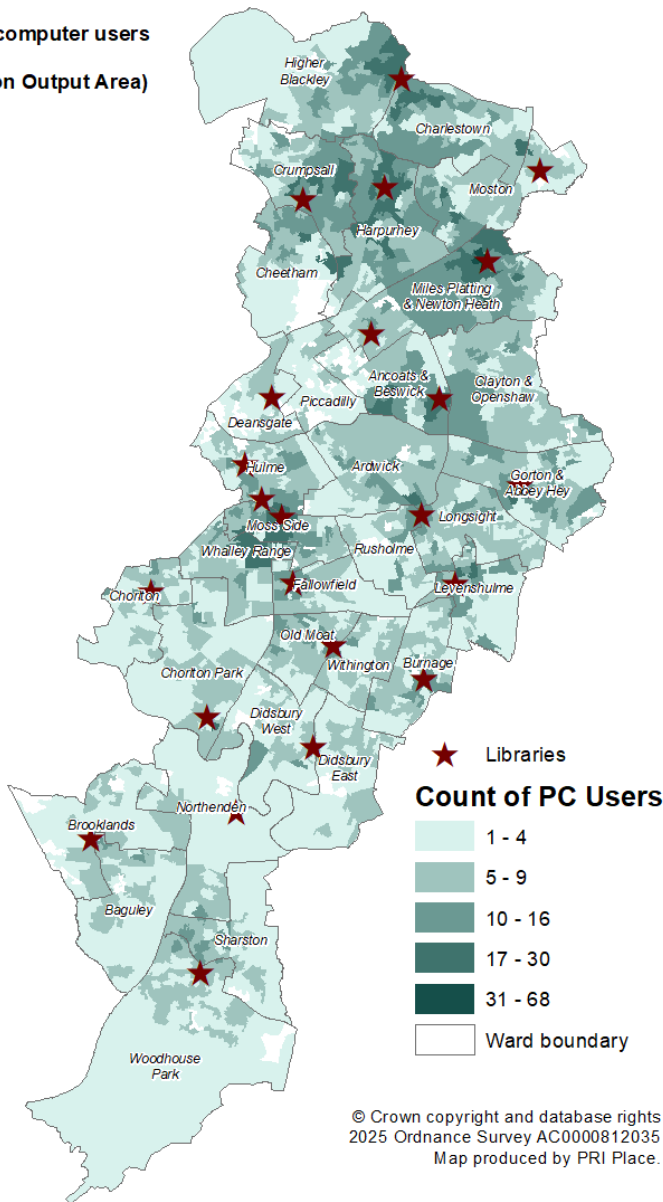 computer users
on Output Area)
Higher
Blackley
Charlestown
Crumpsall
Moston
Harpurhey
Cheetham
Miles Platting
& Newton Heath
Ancoats &
Beswick
Clayton &
Openshaw
Piccadilly
Deansgate
Hulme
Ardwick
Gorton &
Abbey Hey
Moss Side
Longsight
Whalley Range
Rusholme
Fallowfield
Levenshulme
Chorlton
Old Moat
Withington
Burnage
Chorlton Park
Didsbury
West
Didsbury
East
Northenden
Brooklands
Baguley
Sharston
Woodhouse
Park
Libraries
Count of PC Users
1 - 4
5 - 9
10 - 16
17 - 30
31 - 68
Ward boundary
© Crown copyright and database rights
2025 Ordnance Survey AC0000812035
Map produced by PRI Place.